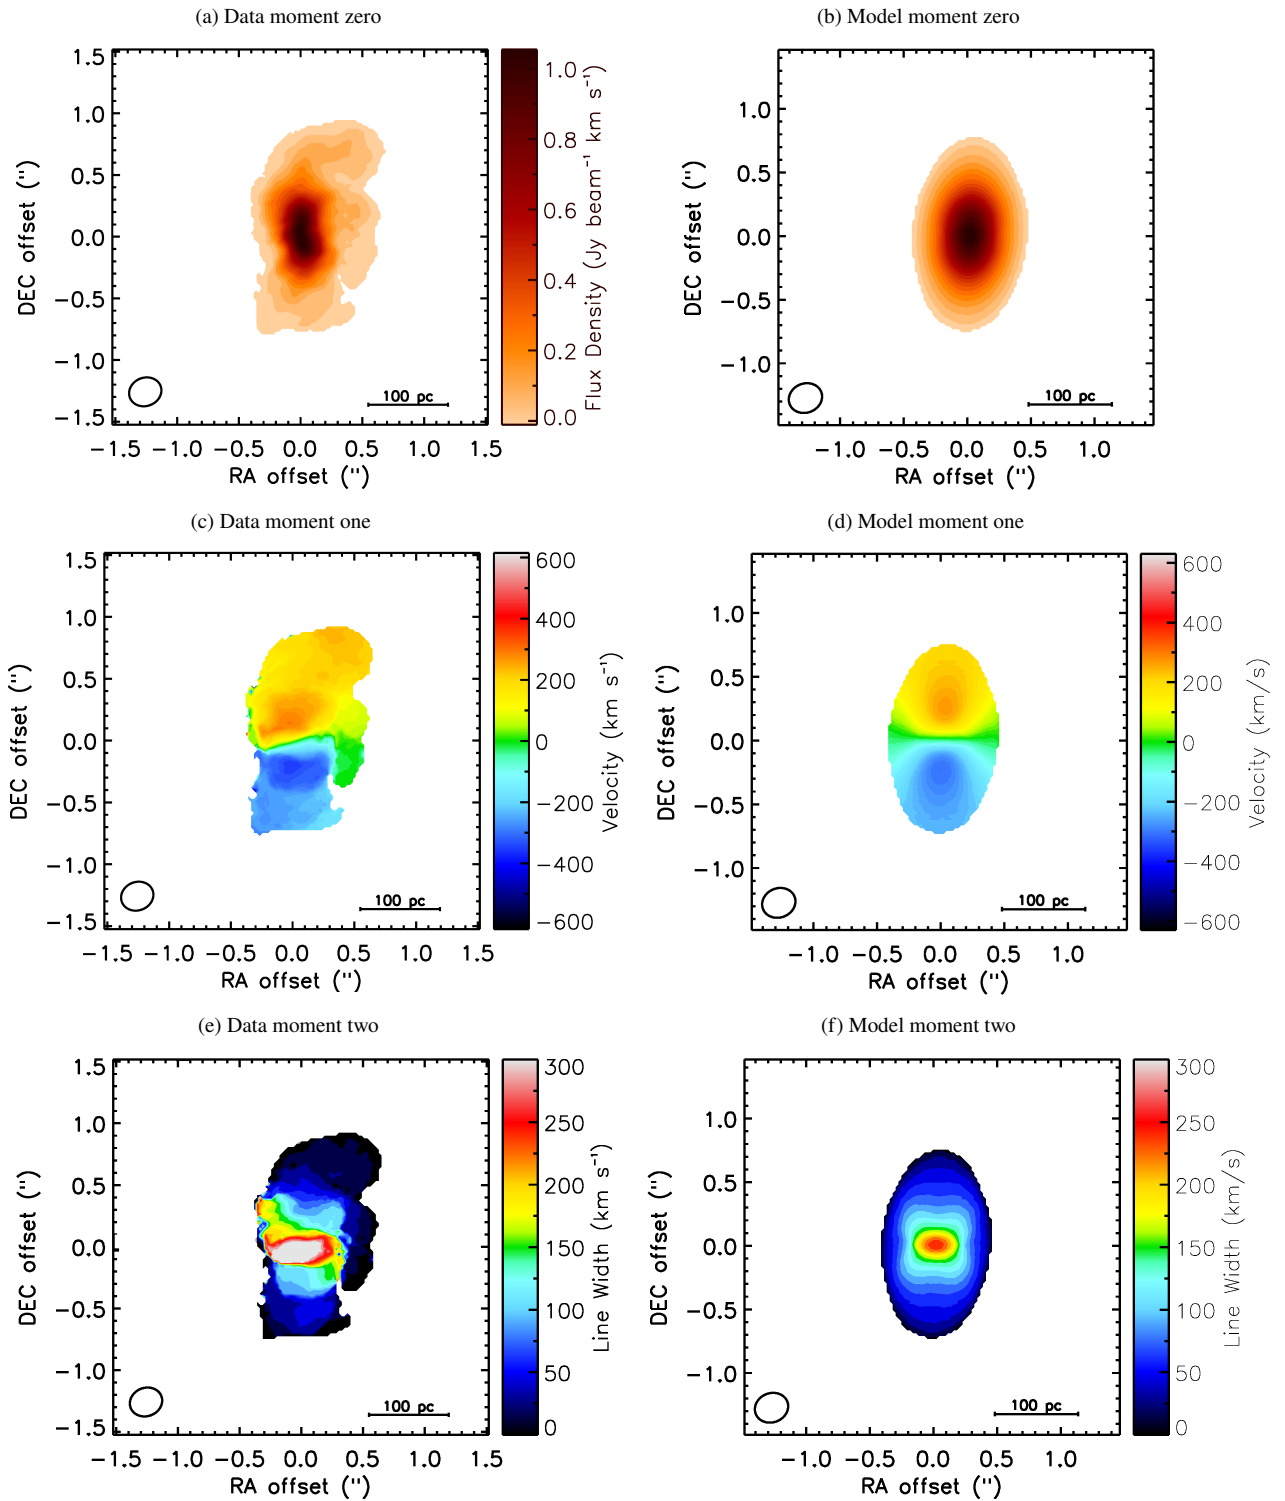 (a) Data moment zero
1.5
1.0
0.5
0.0
−0.5
−1.0
−1.5
DEC offset (")
−1.5 −1.0 −0.5 0.0 0.5 1.0 1.5
RA offset (")
100 pc
1.0
0.8
0.6
0.4
0.2
0.0
Flux Density (Jy beam⁻¹ km s⁻¹)
(b) Model moment zero
1.0
0.5
0.0
−0.5
−1.0
DEC offset (")
−1.0 −0.5 0.0 0.5 1.0
RA offset (")
100 pc
(c) Data moment one
1.5
1.0
0.5
0.0
−0.5
−1.0
−1.5
DEC offset (")
−1.5 −1.0 −0.5 0.0 0.5 1.0 1.5
RA offset (")
100 pc
600
400
200
0
−200
−400
−600
Velocity (km s⁻¹)
(d) Model moment one
1.0
0.5
0.0
−0.5
−1.0
DEC offset (")
−1.0 −0.5 0.0 0.5 1.0
RA offset (")
100 pc
600
400
200
0
−200
−400
−600
Velocity (km/s)
(e) Data moment two
1.5
1.0
0.5
0.0
−0.5
−1.0
−1.5
DEC offset (")
−1.5 −1.0 −0.5 0.0 0.5 1.0 1.5
RA offset (")
100 pc
300
250
200
150
100
50
0
Line Width (km s⁻¹)
(f) Model moment two
1.0
0.5
0.0
−0.5
−1.0
DEC offset (")
−1.0 −0.5 0.0 0.5 1.0
RA offset (")
100 pc
300
250
200
150
100
50
0
Line Width (km/s)